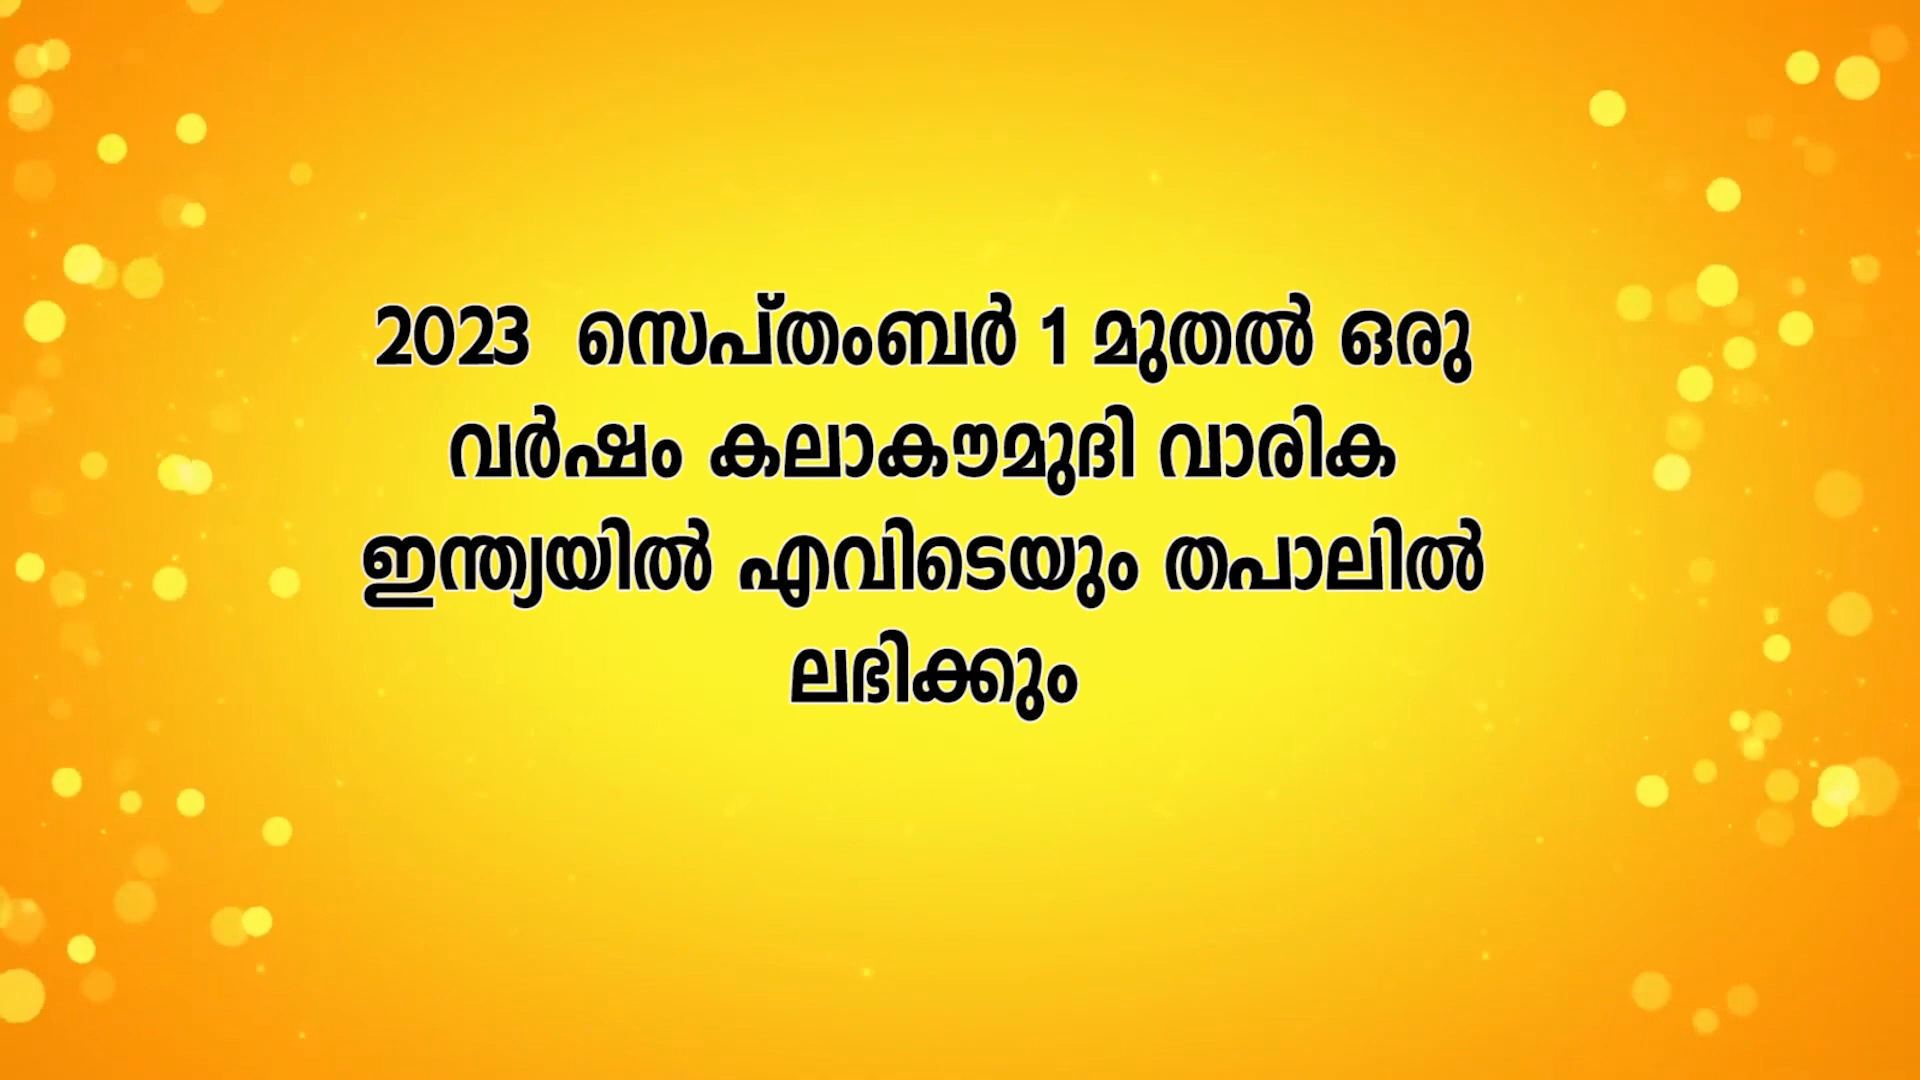 2023 സെപ്തംബർ 1 മുതൽ ഒരു
വർഷം കലാകൗമുദി വാരിക
ഇന്ത്യയിൽ എവിടെയും തപാലിൽ
ലഭിക്കും